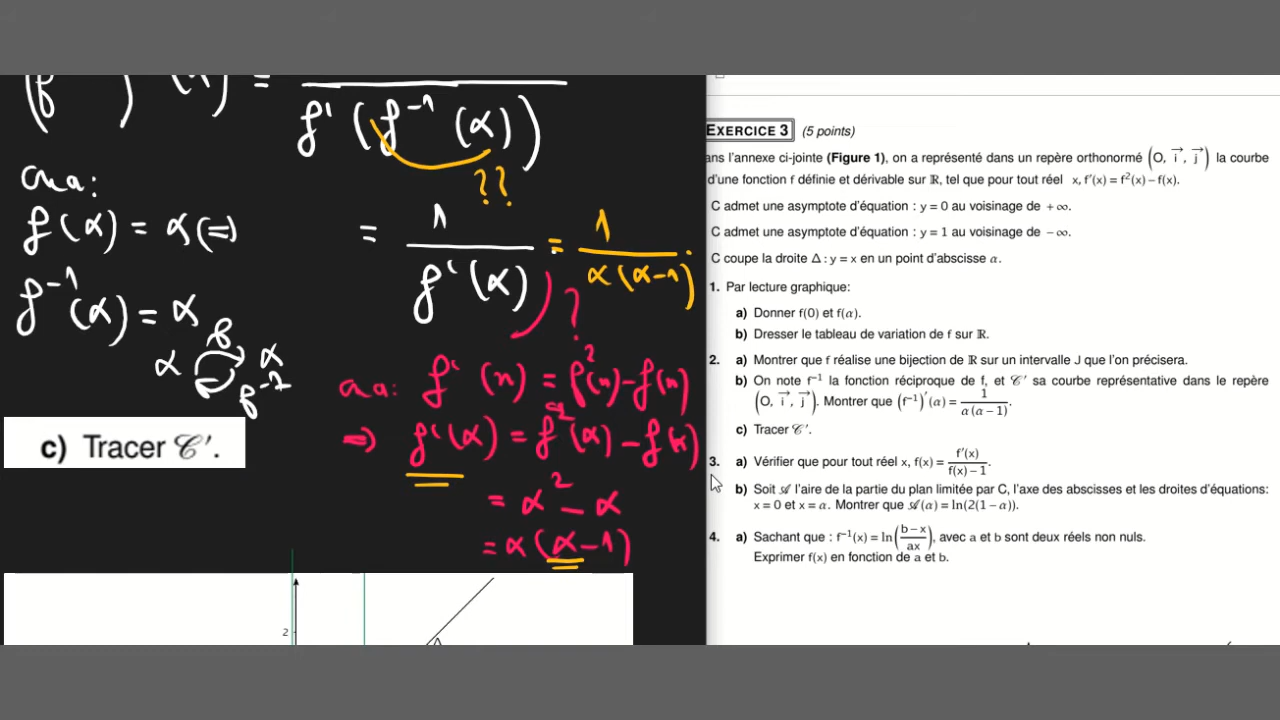 f'(f⁻¹(α))
ona:
f(α) = α ⇔
f⁻¹(α) = α
α f α
f⁻¹
??
= 1/f'(α) = 1/α(α-1)
?
ona: f'(x) = f²(x) - f(x)
⇒ f'(α) = f²(α) - f(α)
= α² - α
= α(α-1)
c) Tracer 𝒞'.
2
Δ
EXERCICE 3 (5 points)
ans l'annexe ci-jointe (Figure 1), on a représenté dans un repère orthonormé (O, i⃗, j⃗) la courbe
d'une fonction f définie et dérivable sur ℝ, tel que pour tout réel x, f'(x) = f²(x) – f(x).
C admet une asymptote d'équation : y = 0 au voisinage de +∞.
C admet une asymptote d'équation : y = 1 au voisinage de –∞.
C coupe la droite Δ : y = x en un point d'abscisse α.
1. Par lecture graphique:
a) Donner f(0) et f(α).
b) Dresser le tableau de variation de f sur ℝ.
2. a) Montrer que f réalise une bijection de ℝ sur un intervalle J que l'on précisera.
b) On note f⁻¹ la fonction réciproque de f, et 𝒞' sa courbe représentative dans le repère
(O, i⃗, j⃗). Montrer que (f⁻¹)'(α) = 1/α(α-1).
c) Tracer 𝒞'.
3. a) Vérifier que pour tout réel x, f(x) = f'(x)/f(x)-1.
b) Soit 𝒜 l'aire de la partie du plan limitée par C, l'axe des abscisses et les droites d'équations:
x = 0 et x = α. Montrer que 𝒜(α) = ln(2(1 – α)).
4. a) Sachant que : f⁻¹(x) = ln(b-x/ax), avec a et b sont deux réels non nuls.
Exprimer f(x) en fonction de a et b.